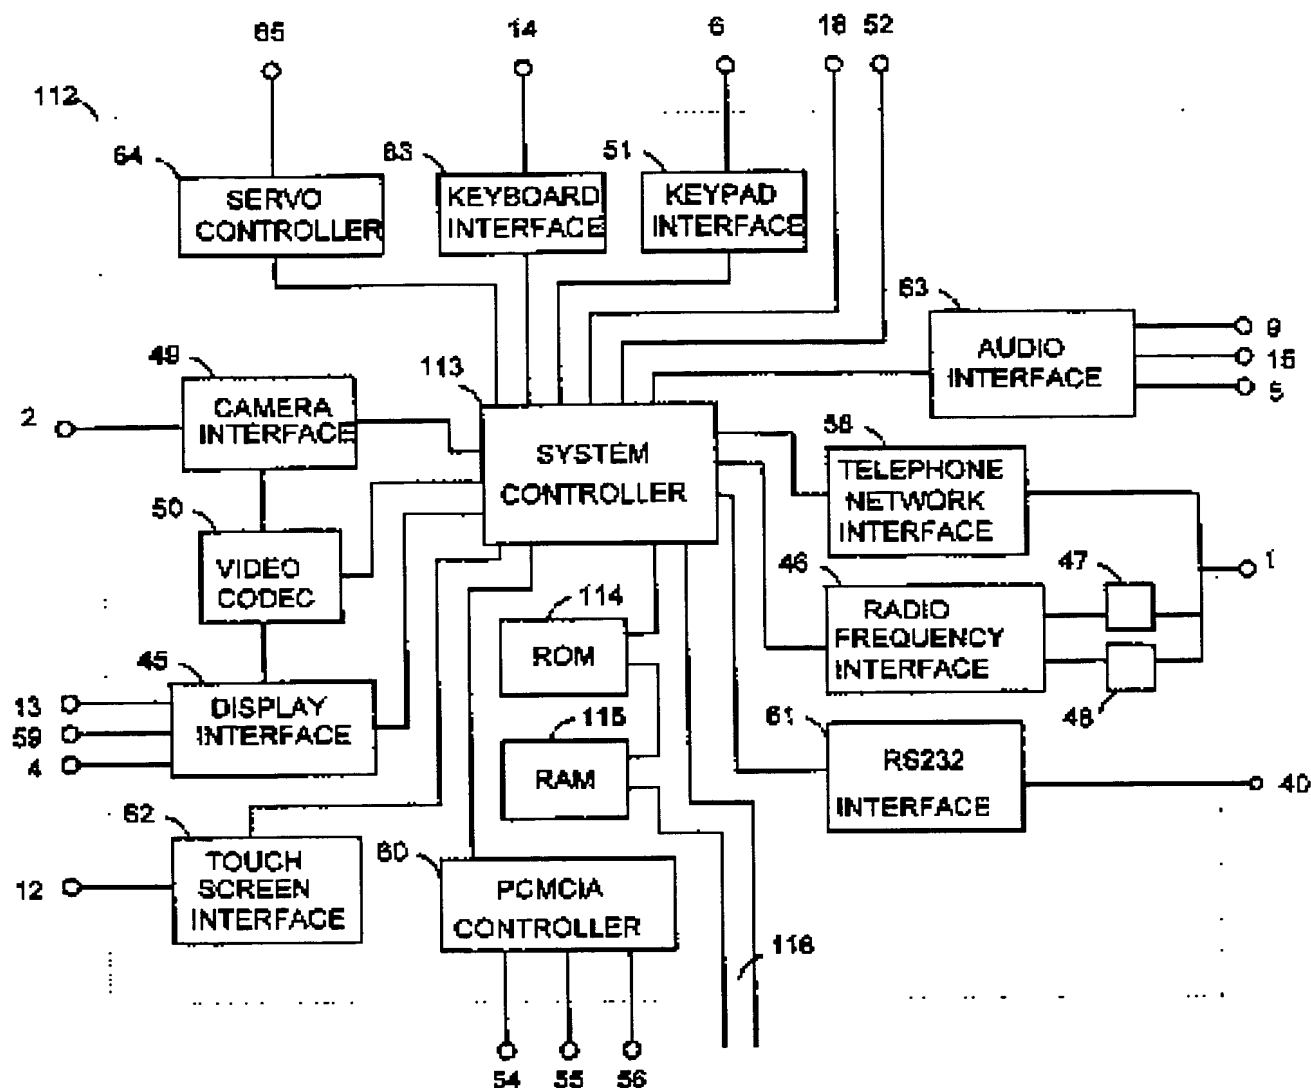 65 14 6 18 52
112
64 63 51
SERVO
CONTROLLER
KEYBOARD
INTERFACE
KEYPAD
INTERFACE
63
AUDIO
INTERFACE
9
15
5
49
2
CAMERA
INTERFACE
113
SYSTEM
CONTROLLER
58
TELEPHONE
NETWORK
INTERFACE
50
VIDEO
CODEC
46
RADIO
FREQUENCY
INTERFACE
47
1
48
114
ROM
45
13
59
4
DISPLAY
INTERFACE
115
RAM
61
RS232
INTERFACE
40
62
12
TOUCH
SCREEN
INTERFACE
60
PCMCIA
CONTROLLER
116
54 55 56